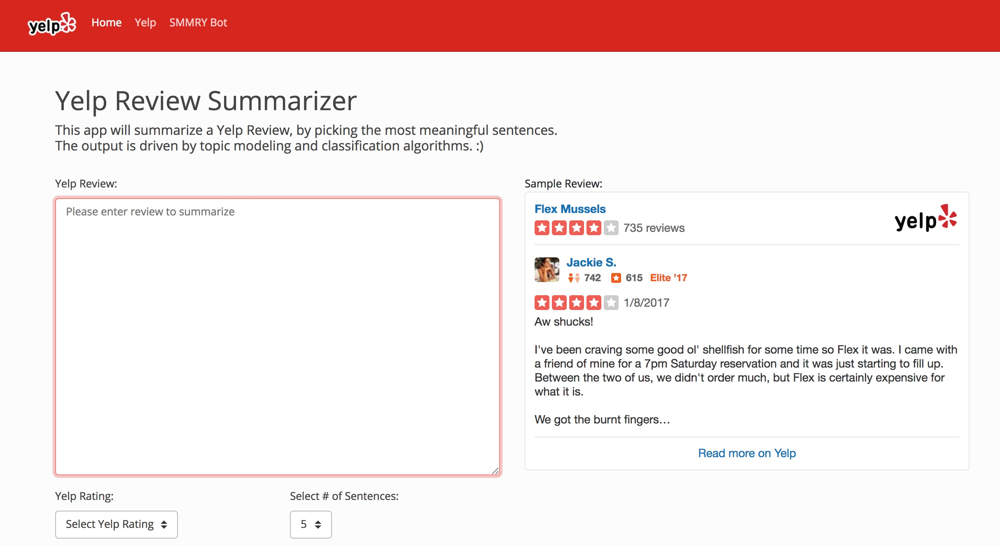 yelp
Home
Yelp
SMMRY Bot
Yelp Review Summarizer
This app will summarize a Yelp Review, by picking the most meaningful sentences.
The output is driven by topic modeling and classification algorithms. :)
Yelp Review:
Please enter review to summarize
Yelp Rating:
Select Yelp Rating
Select # of Sentences:
5
Sample Review:
Flex Mussels
yelp
735 reviews
Jackie S.
742 615 Elite ’17
1/8/2017
Aw shucks!
I've been craving some good ol' shellfish for some time so Flex it was. I came with
a friend of mine for a 7pm Saturday reservation and it was just starting to fill up.
Between the two of us, we didn't order much, but Flex is certainly expensive for
what it is.
We got the burnt fingers…
Read more on Yelp